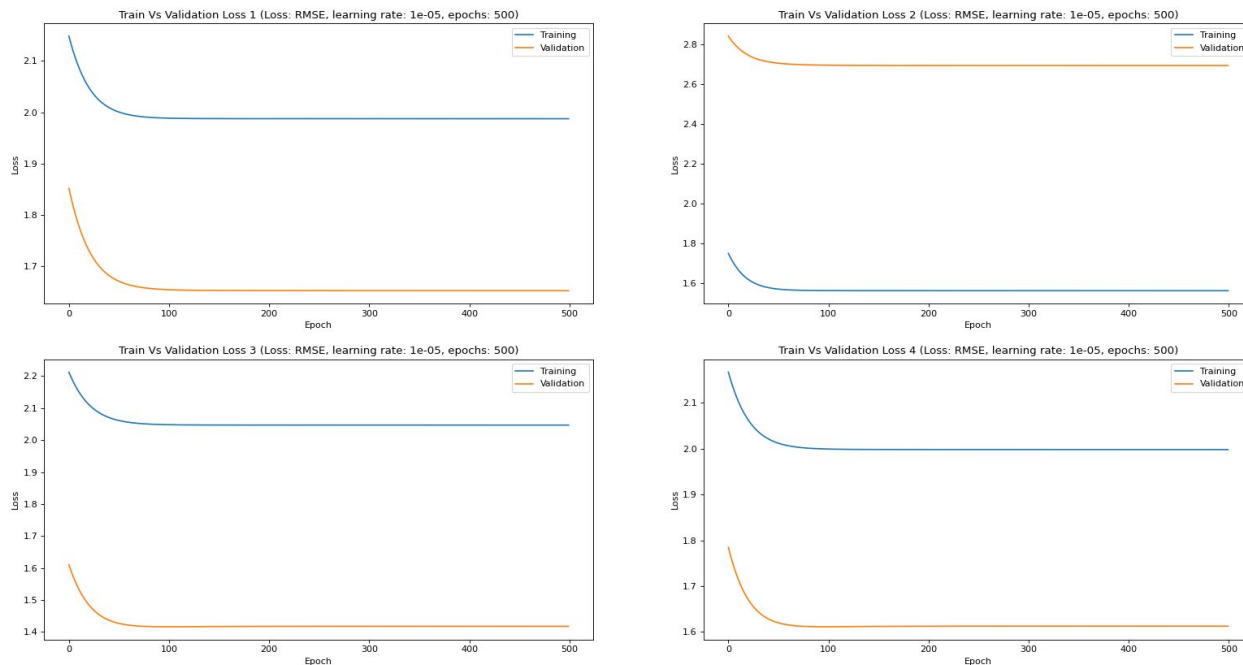 Train Vs Validation Loss 1 (Loss: RMSE, learning rate: 1e-05, epochs: 500)
Training
Validation
2.1
2.0
1.9
1.8
1.7
Loss
0 100 200 300 400 500
Epoch
Train Vs Validation Loss 2 (Loss: RMSE, learning rate: 1e-05, epochs: 500)
Training
Validation
2.8
2.6
2.4
2.2
2.0
1.8
1.6
Loss
0 100 200 300 400 500
Epoch
Train Vs Validation Loss 3 (Loss: RMSE, learning rate: 1e-05, epochs: 500)
Training
Validation
2.2
2.1
2.0
1.9
1.8
1.7
1.6
1.5
1.4
Loss
0 100 200 300 400 500
Epoch
Train Vs Validation Loss 4 (Loss: RMSE, learning rate: 1e-05, epochs: 500)
Training
Validation
2.1
2.0
1.9
1.8
1.7
1.6
Loss
0 100 200 300 400 500
Epoch